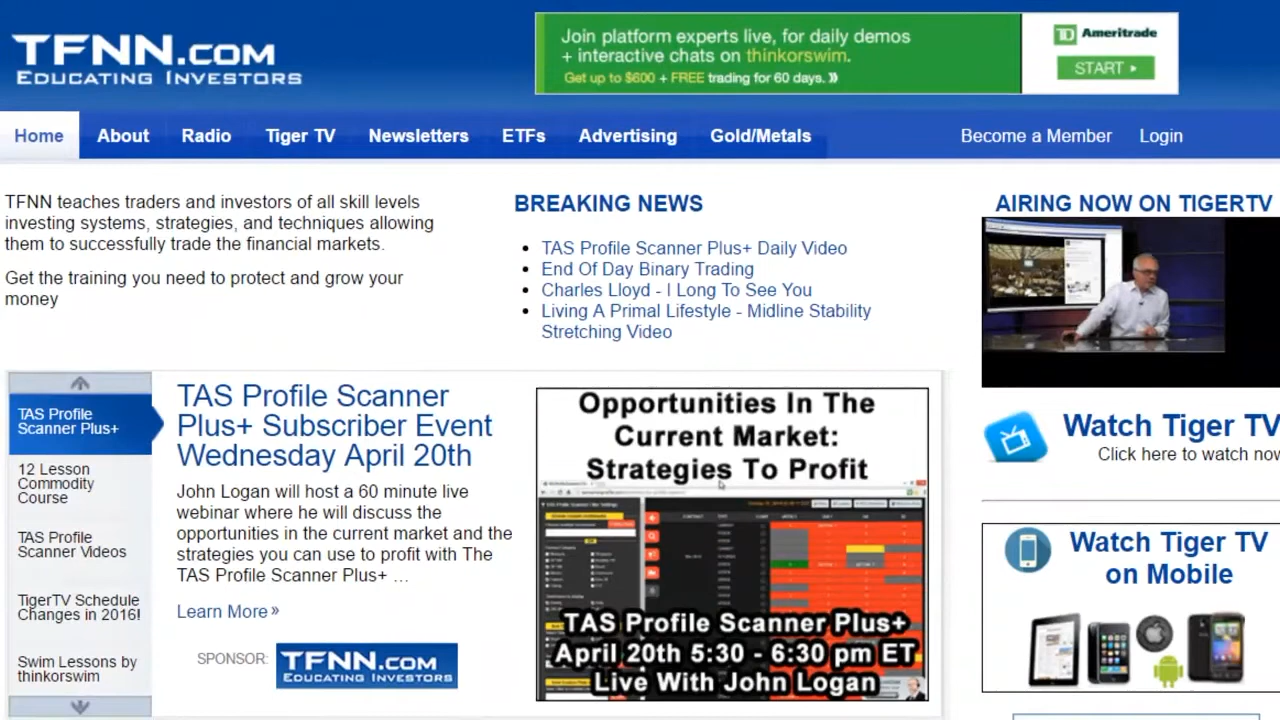 TFNN.COM
EDUCATING INVESTORS
Join platform experts live, for daily demos
+ interactive chats on thinkorswim.
Get up to $600 + FREE trading for 60 days. »
TD Ameritrade
START
Home
About
Radio
Tiger TV
Newsletters
ETFs
Advertising
Gold/Metals
Become a Member
Login
TFNN teaches traders and investors of all skill levels
investing systems, strategies, and techniques allowing
them to successfully trade the financial markets.
Get the training you need to protect and grow your
money
BREAKING NEWS
TAS Profile Scanner Plus+ Daily Video
End Of Day Binary Trading
Charles Lloyd - I Long To See You
Living A Primal Lifestyle - Midline Stability
Stretching Video
AIRING NOW ON TIGERTV
TAS Profile
Scanner Plus+
12 Lesson
Commodity
Course
TAS Profile
Scanner Videos
TigerTV Schedule
Changes in 2016!
Swim Lessons by
thinkorswim
TAS Profile Scanner
Plus+ Subscriber Event
Wednesday April 20th
John Logan will host a 60 minute live
webinar where he will discuss the
opportunities in the current market and the
strategies you can use to profit with The
TAS Profile Scanner Plus+ …
Learn More »
SPONSOR:
TFNN.COM
EDUCATING INVESTORS
Opportunities In The
Current Market:
Strategies To Profit
TAS Profile Scanner Plus+
April 20th 5:30 - 6:30 pm ET
Live With John Logan
Watch Tiger TV
Click here to watch now
Watch Tiger TV
on Mobile